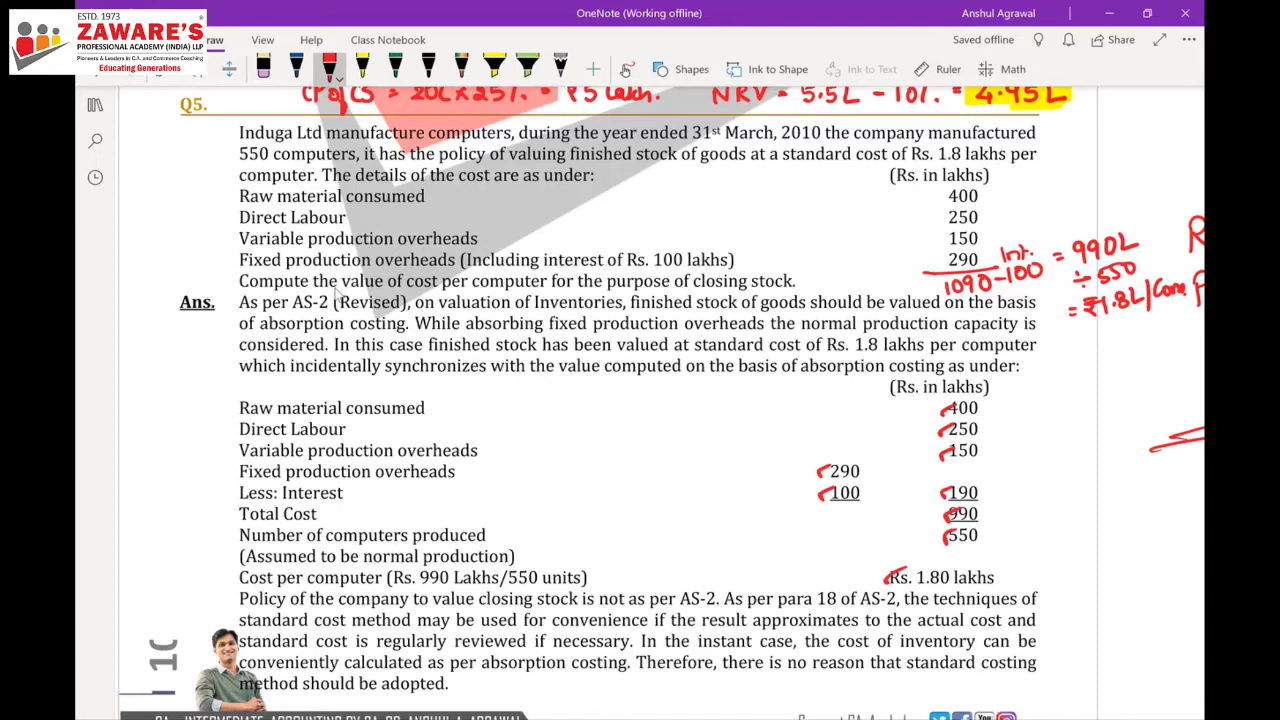 ESTD. 1973
ZAWARE'S
PROFESSIONAL ACADEMY (INDIA) LLP
Pioneers & Leaders in C.A. and Commerce Coaching
Educating Generations
OneNote (Working offline)
Anshul Agrawal
raw
View
Help
Class Notebook
Saved offline
Share
Shapes
Ink to Shape
Ink to Text
Ruler
Math
CP of CS = 20L x 25% = ₹5 lakh. NRV = 5.5L - 10% = 4.95L
Q5.
Induga Ltd manufacture computers, during the year ended 31st March, 2010 the company manufactured
550 computers, it has the policy of valuing finished stock of goods at a standard cost of Rs. 1.8 lakhs per
computer. The details of the cost are as under: (Rs. in lakhs)
Raw material consumed 400
Direct Labour 250
Variable production overheads 150
Fixed production overheads (Including interest of Rs. 100 lakhs) 290
1090 - 100 Int. = 990L
÷ 550
= ₹1.8L/Com
Compute the value of cost per computer for the purpose of closing stock.
Ans. As per AS-2 (Revised), on valuation of Inventories, finished stock of goods should be valued on the basis
of absorption costing. While absorbing fixed production overheads the normal production capacity is
considered. In this case finished stock has been valued at standard cost of Rs. 1.8 lakhs per computer
which incidentally synchronizes with the value computed on the basis of absorption costing as under:
(Rs. in lakhs)
Raw material consumed 400
Direct Labour 250
Variable production overheads 150
Fixed production overheads 290
Less: Interest 100 190
Total Cost 990
Number of computers produced 550
(Assumed to be normal production)
Cost per computer (Rs. 990 Lakhs/550 units) Rs. 1.80 lakhs
Policy of the company to value closing stock is not as per AS-2. As per para 18 of AS-2, the techniques of
standard cost method may be used for convenience if the result approximates to the actual cost and
standard cost is regularly reviewed if necessary. In the instant case, the cost of inventory can be
conveniently calculated as per absorption costing. Therefore, there is no reason that standard costing
method should be adopted.